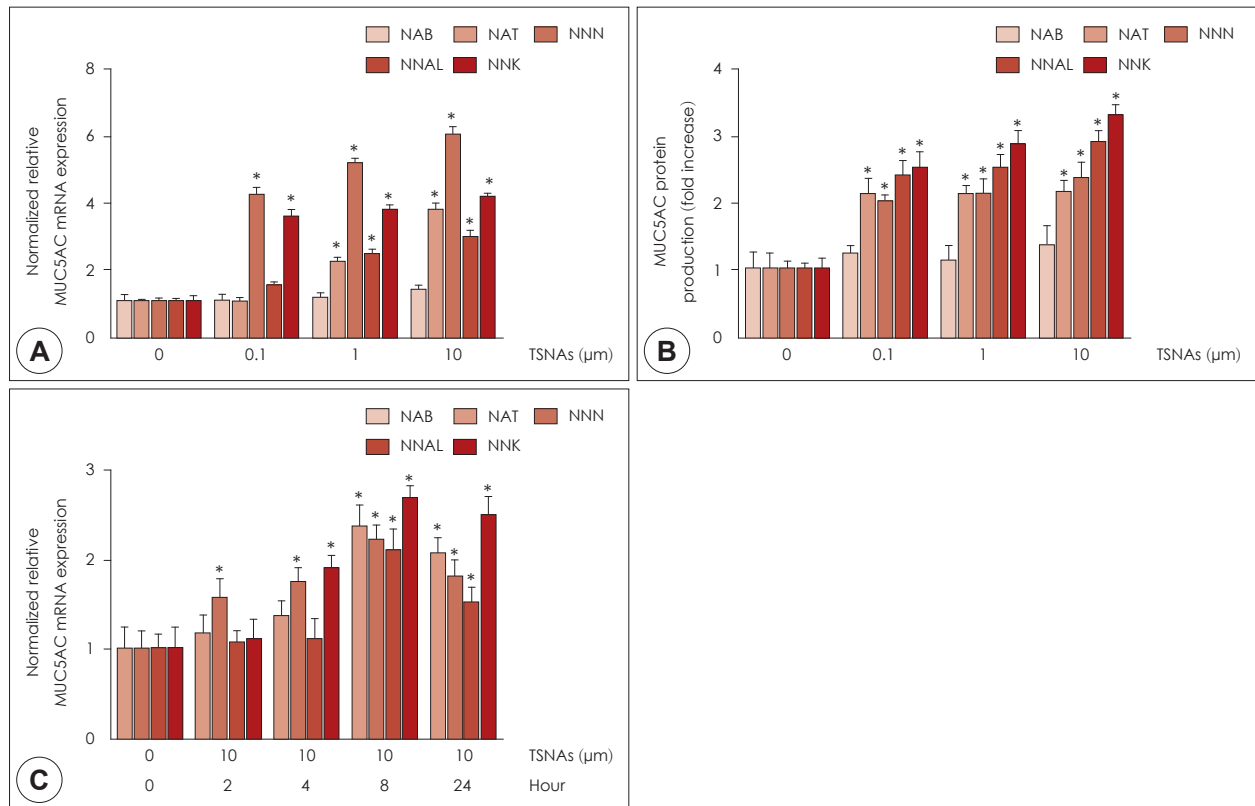 NAB NAT NNN
NNAL NNK
Normalized relative
MUC5AC mRNA expression
8
6
4
2
0
* * * * * * * * * *
0 0.1 1 10 TSNAs (µm)
A
NAB NAT NNN
NNAL NNK
MUC5AC protein
production (fold increase)
4
3
2
1
0
* * * * * * * * * * * *
0 0.1 1 10 TSNAs (µm)
B
NAB NAT NNN
NNAL NNK
Normalized relative
MUC5AC mRNA expression
3
2
1
0
* * * * * * * * * * *
0 10 10 10 10 TSNAs (µm)
0 2 4 8 24 Hour
C